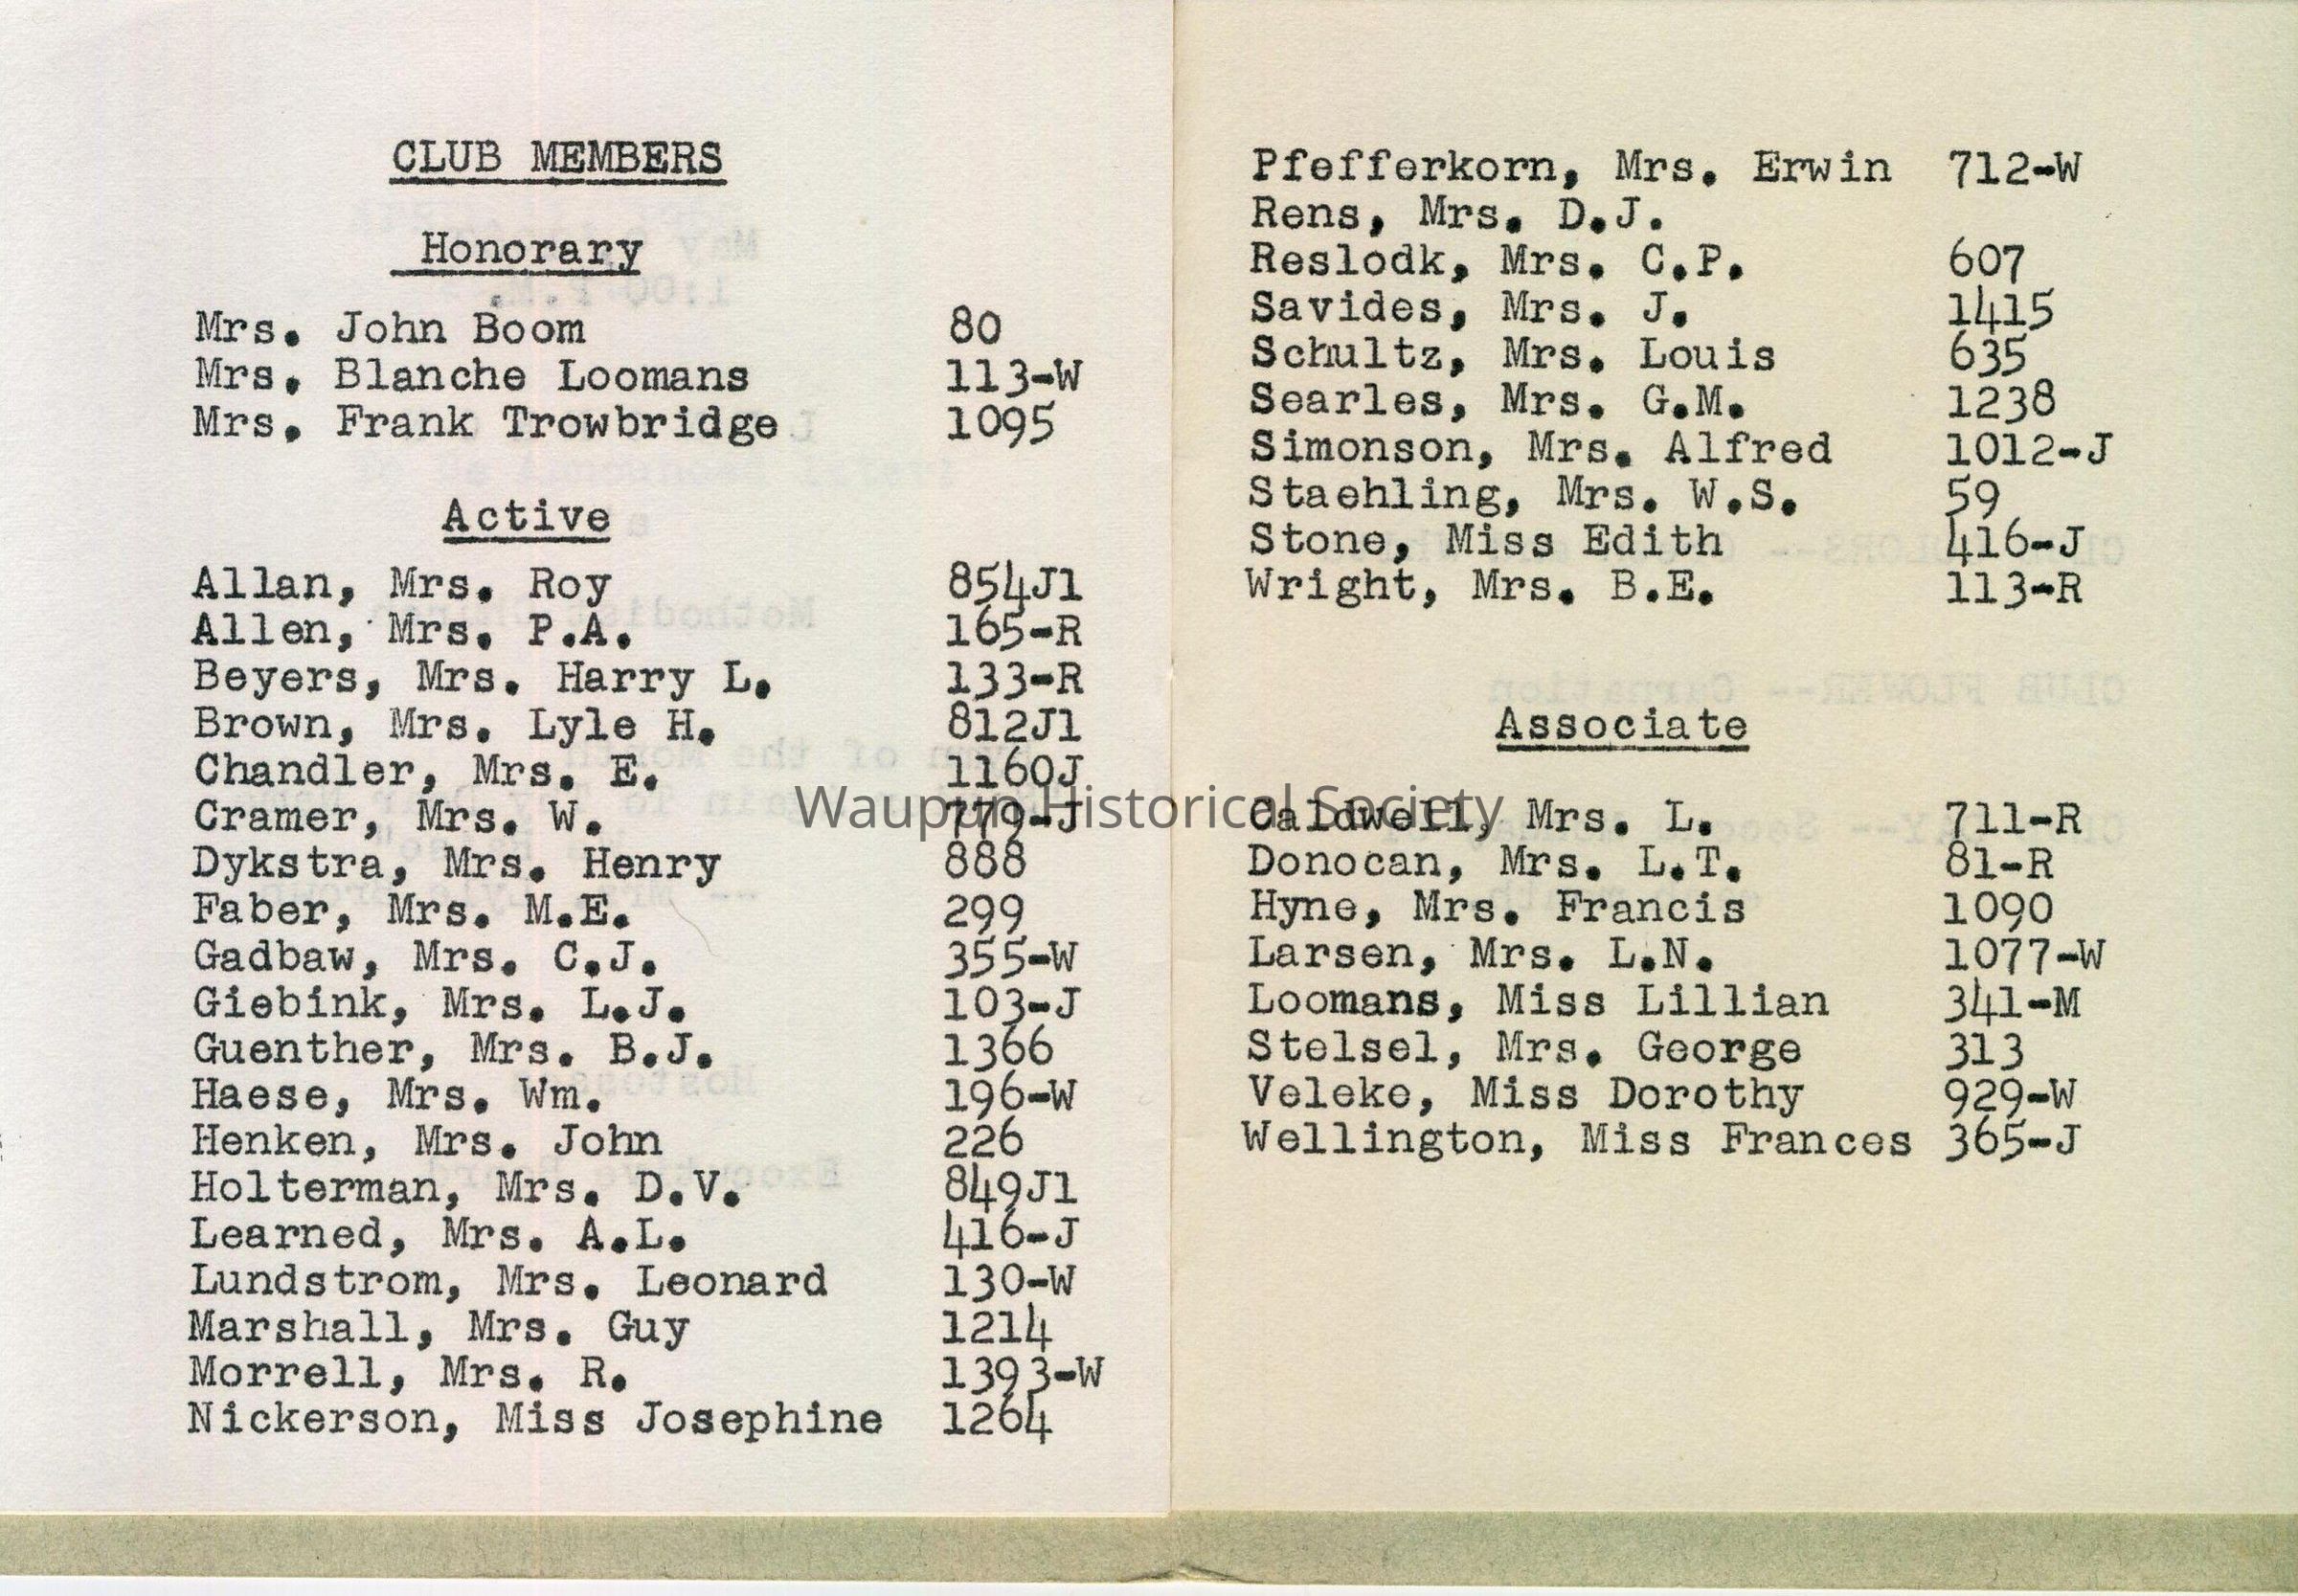 CLUB MEMBERS
Honorary
Mrs. John Boom 80
Mrs. Blanche Loomans 113-W
Mrs. Frank Trowbridge 1095
Active
Allan, Mrs. Roy 854J1
Allen, Mrs. P.A. 165-R
Beyers, Mrs. Harry L. 133-R
Brown, Mrs. Lyle H. 812J1
Chandler, Mrs. E. 1160J
Cramer, Mrs. W. 779-J
Dykstra, Mrs. Henry 888
Faber, Mrs. M.E. 299
Gadbaw, Mrs. C.J. 355-W
Giebink, Mrs. L.J. 103-J
Guenther, Mrs. B.J. 1366
Haese, Mrs. Wm. 196-W
Henken, Mrs. John 226
Holterman, Mrs. D.V. 849J1
Learned, Mrs. A.L. 416-J
Lundstrom, Mrs. Leonard 130-W
Marshall, Mrs. Guy 1214
Morrell, Mrs. R. 1393-W
Nickerson, Miss Josephine 1264
Pfefferkorn, Mrs. Erwin 712-W
Rens, Mrs. D.J.
Reslodk, Mrs. C.P. 607
Savides, Mrs. J. 1415
Schultz, Mrs. Louis 635
Searles, Mrs. G.M. 1238
Simonson, Mrs. Alfred 1012-J
Staehling, Mrs. W.S. 59
Stone, Miss Edith 416-J
Wright, Mrs. B.E. 113-R
Associate
Caldwell, Mrs. L. 711-R
Donocan, Mrs. L.T. 81-R
Hyne, Mrs. Francis 1090
Larsen, Mrs. L.N. 1077-W
Loomans, Miss Lillian 341-M
Stelsel, Mrs. George 313
Veleke, Miss Dorothy 929-W
Wellington, Miss Frances 365-J
Waupun Historical Society